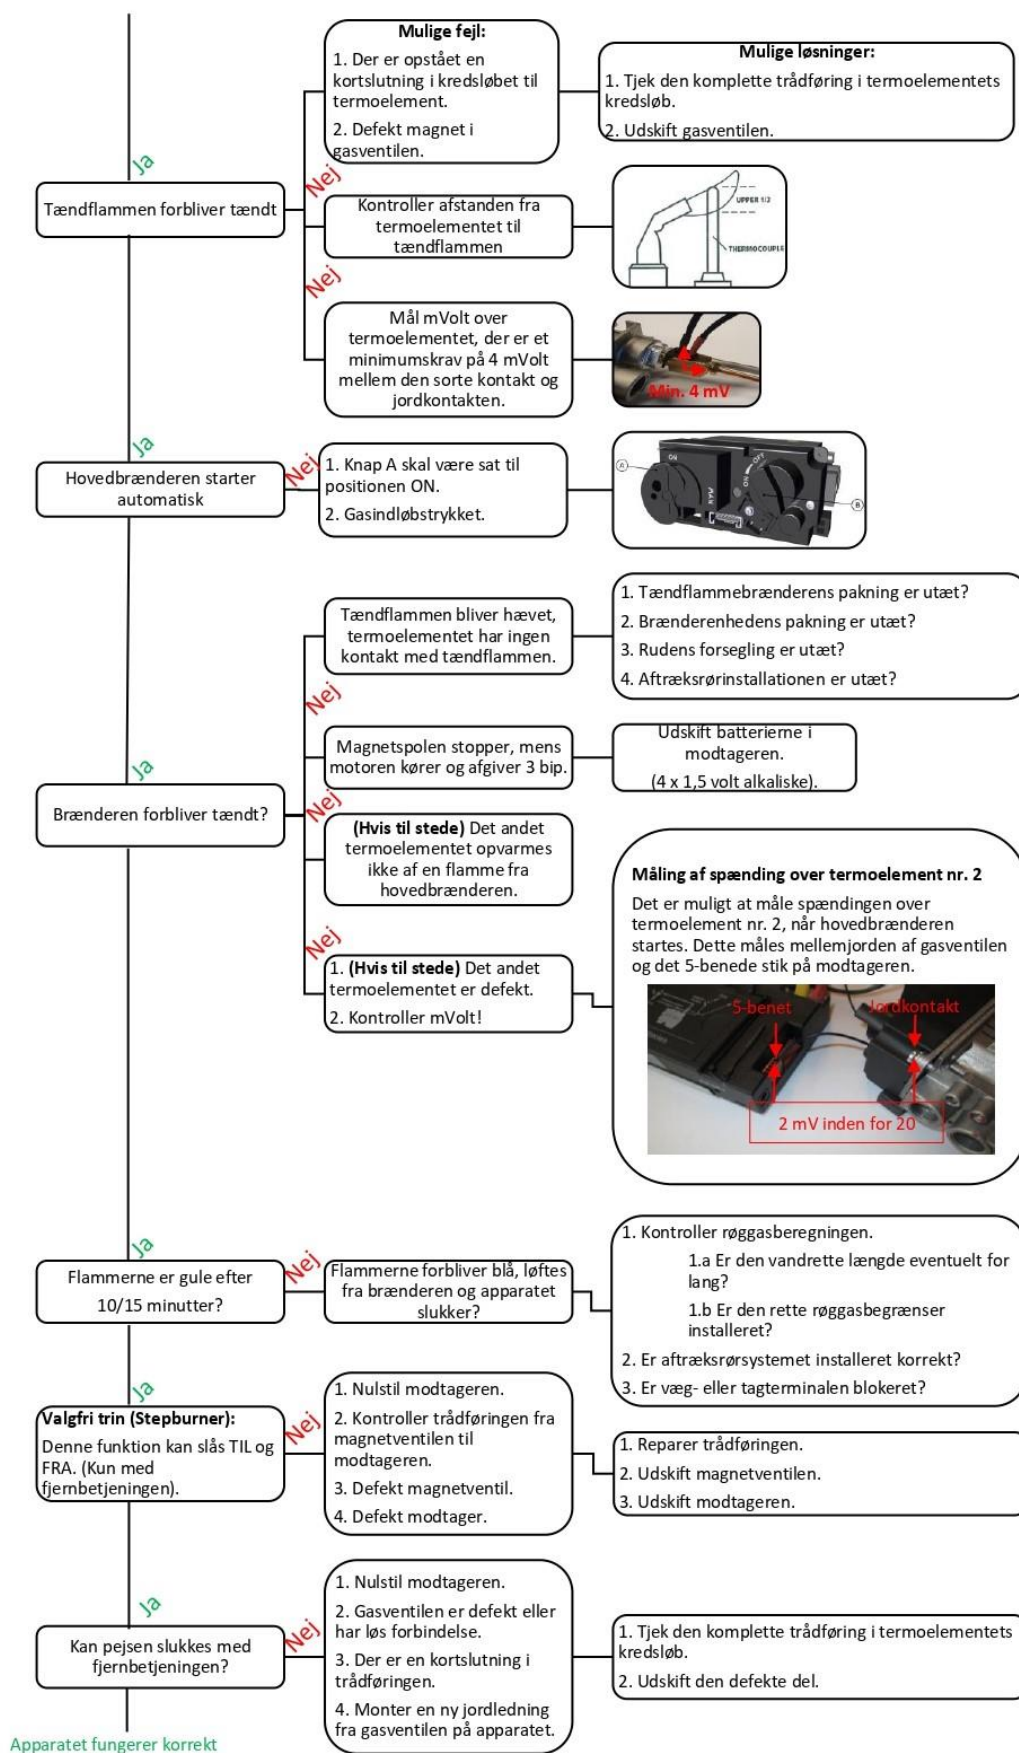 Mulige fejl:
1. Der er opstået en
kortslutning i kredsløbet til
termoelement.
2. Defekt magnet i
gasventilen.
Mulige løsninger:
1. Tjek den komplette trådføring i termoelementets
kredsløb.
2. Udskift gasventilen.
Ja
Tændflammen forbliver tændt
Nej
Kontroller afstanden fra
termoelementet til
tændflammen
UPPER 1/2
THERMOCOUPLE
Nej
Mål mVolt over
termoelementet, der er et
minimumskrav på 4 mVolt
mellem den sorte kontakt og
jordkontakten.
Min. 4 mV
Ja
Hovedbrænderen starter
automatisk
Nej
1. Knap A skal være sat til
positionen ON.
2. Gasindløbstrykket.
A
ON
MAN
ON
OFF
B
Tændflammen bliver hævet,
termoelementet har ingen
kontakt med tændflammen.
1. Tændflammebrænderens pakning er utæt?
2. Brænderenhedens pakning er utæt?
3. Rudens forsegling er utæt?
4. Aftræksrørinstallationen er utæt?
Nej
Magnetspolen stopper, mens
motoren kører og afgiver 3 bip.
Udskift batterierne i
modtageren.
(4 x 1,5 volt alkaliske).
Ja
Brænderen forbliver tændt?
Nej
(Hvis til stede) Det andet
termoelementet opvarmes
ikke af en flamme fra
hovedbrænderen.
Nej
1. (Hvis til stede) Det andet
termoelementet er defekt.
2. Kontroller mVolt!
Måling af spænding over termoelement nr. 2
Det er muligt at måle spændingen over
termoelement nr. 2, når hovedbrænderen
startes. Dette måles mellemjorden af gasventilen
og det 5-benede stik på modtageren.
5-benet
Jordkontakt
2 mV inden for 20
Ja
Flammerne er gule efter
10/15 minutter?
Nej
Flammerne forbliver blå, løftes
fra brænderen og apparatet
slukker?
1. Kontroller røggasberegningen.
1.a Er den vandrette længde eventuelt for
lang?
1.b Er den rette røggasbegrænser
installeret?
2. Er aftræksrørsystemet installeret korrekt?
3. Er væg- eller tagterminalen blokeret?
Ja
Valgfri trin (Stepburner):
Denne funktion kan slås TIL og
FRA. (Kun med
fjernbetjeningen).
Nej
1. Nulstil modtageren.
2. Kontroller trådføringen fra
magnetventilen til
modtageren.
3. Defekt magnetventil.
4. Defekt modtager.
1. Reparer trådføringen.
2. Udskift magnetventilen.
3. Udskift modtageren.
Ja
Kan pejsen slukkes med
fjernbetjeningen?
Nej
1. Nulstil modtageren.
2. Gasventilen er defekt eller
har løs forbindelse.
3. Der er en kortslutning i
trådføringen.
4. Monter en ny jordledning
fra gasventilen på apparatet.
1. Tjek den komplette trådføring i termoelementets
kredsløb.
2. Udskift den defekte del.
Apparatet fungerer korrekt